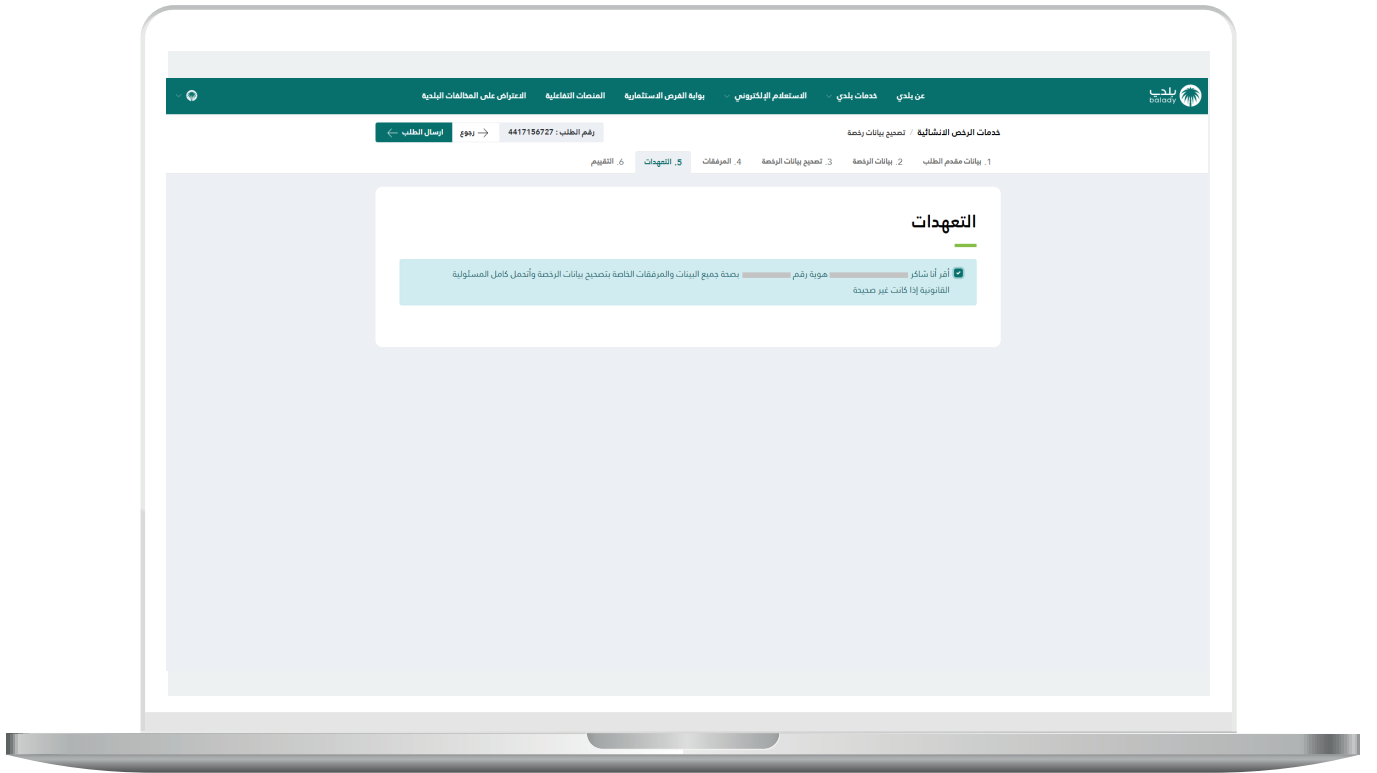 بلدي
balady
عن بلدي
خدمات بلدي
الاستعلام الإلكتروني
بوابة الفرص الاستثمارية
المنصات التفاعلية
الاعتراض على المخالفات البلدية
خدمات الرخص الانشائية / تصحيح بيانات رخصة
رقم الطلب : 4417156727
رجوع
ارسال الطلب
1. بيانات مقدم الطلب
2. بيانات الرخصة
3. تصحيح بيانات الرخصة
4. المرفقات
5. التعهدات
6. التقييم
التعهدات
أقر أنا شاكر هوية رقم بصحة جميع البينات والمرفقات الخاصة بتصحيح بيانات الرخصة وأتحمل كامل المسئولية
القانونية إذا كانت غير صحيحة